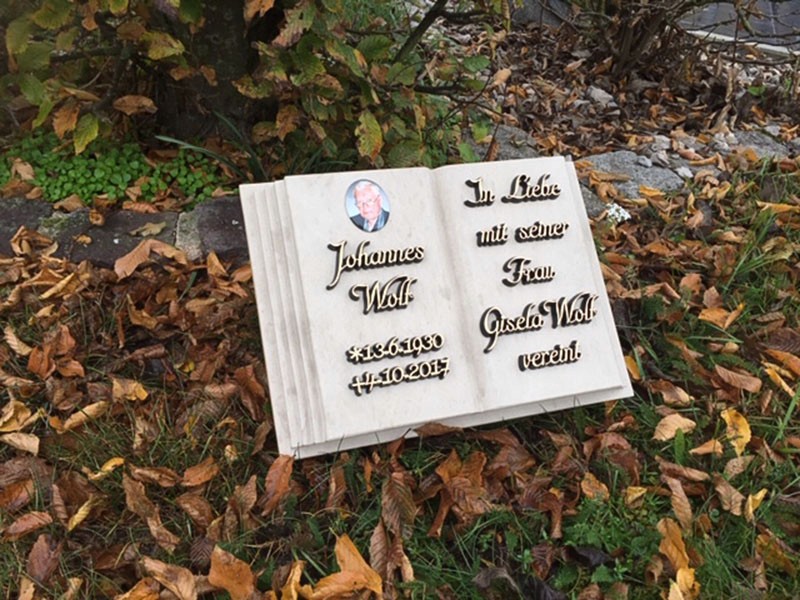 Johannes
Wolf
*13.6.1930
+4.10.2017
In Liebe
mit seiner
Frau
Gisela Wolf
vereint